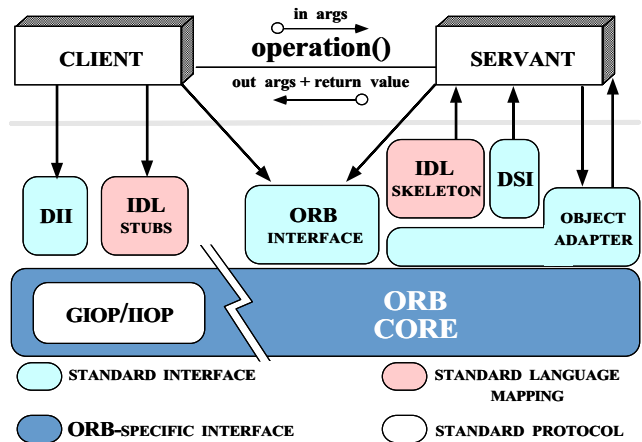 in args
operation()
out args + return value
CLIENT
SERVANT
DII
IDL
STUBS
ORB
INTERFACE
IDL
SKELETON
DSI
OBJECT
ADAPTER
GIOP/IIOP
ORB
CORE
STANDARD INTERFACE
STANDARD LANGUAGE
MAPPING
ORB-SPECIFIC INTERFACE
STANDARD PROTOCOL